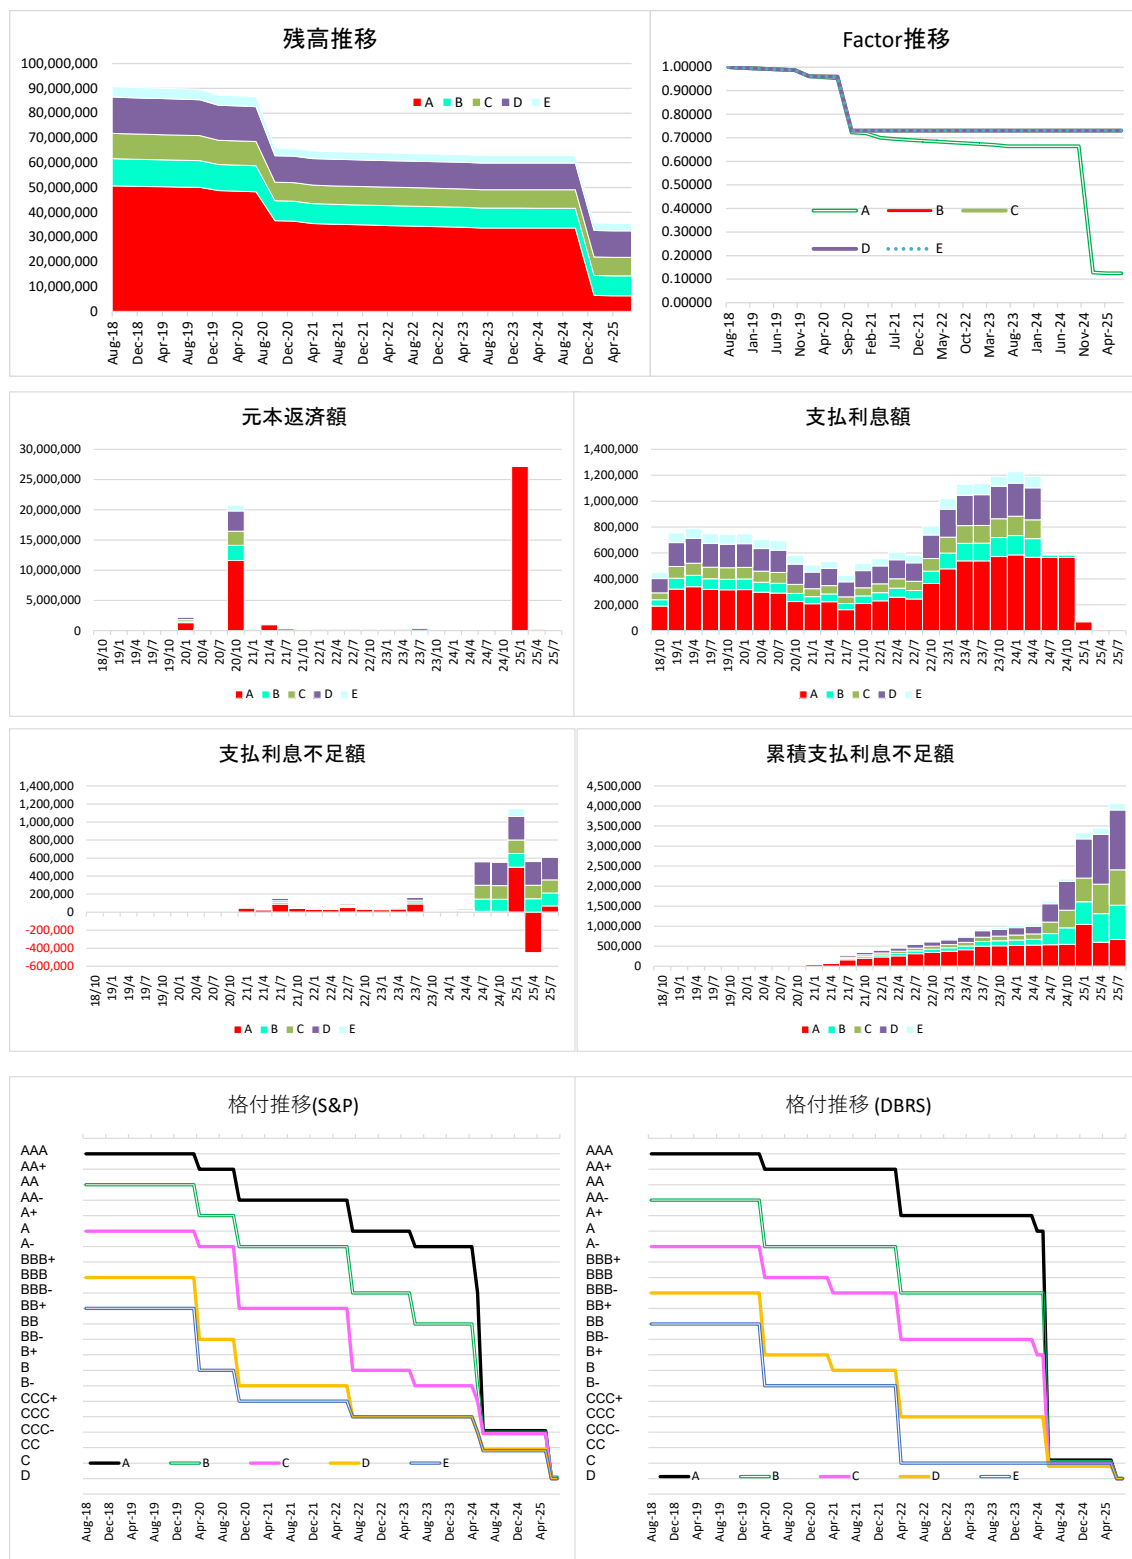 残高推移
100,000,000
90,000,000
80,000,000
70,000,000
60,000,000
50,000,000
40,000,000
30,000,000
20,000,000
10,000,000
0
A B C D E
Aug-18 Dec-18 Apr-19 Aug-19 Dec-19 Apr-20 Aug-20 Dec-20 Apr-21 Aug-21 Dec-21 Apr-22 Aug-22 Dec-22 Apr-23 Aug-23 Dec-23 Apr-24 Aug-24 Dec-24 Apr-25
Factor推移
1.00000
0.90000
0.80000
0.70000
0.60000
0.50000
0.40000
0.30000
0.20000
0.10000
0.00000
A B C
D E
Aug-18 Jan-19 Jun-19 Nov-19 Apr-20 Sep-20 Feb-21 Jul-21 Dec-21 May-22 Oct-22 Mar-23 Aug-23 Jan-24 Jun-24 Nov-24 Apr-25
元本返済額
30,000,000
25,000,000
20,000,000
15,000,000
10,000,000
5,000,000
0
18/10 19/1 19/4 19/7 19/10 20/1 20/4 20/7 20/10 21/1 21/4 21/7 21/10 22/1 22/4 22/7 22/10 23/1 23/4 23/7 23/10 24/1 24/4 24/7 24/10 25/1 25/4 25/7
A B C D E
支払利息額
1,400,000
1,200,000
1,000,000
800,000
600,000
400,000
200,000
0
18/10 19/1 19/4 19/7 19/10 20/1 20/4 20/7 20/10 21/1 21/4 21/7 21/10 22/1 22/4 22/7 22/10 23/1 23/4 23/7 23/10 24/1 24/4 24/7 24/10 25/1 25/4 25/7
A B C D E
支払利息不足額
1,400,000
1,200,000
1,000,000
800,000
600,000
400,000
200,000
0
-200,000
-400,000
-600,000
18/10 19/1 19/4 19/7 19/10 20/1 20/4 20/7 20/10 21/1 21/4 21/7 21/10 22/1 22/4 22/7 22/10 23/1 23/4 23/7 23/10 24/1 24/4 24/7 24/10 25/1 25/4 25/7
A B C D E
累積支払利息不足額
4,500,000
4,000,000
3,500,000
3,000,000
2,500,000
2,000,000
1,500,000
1,000,000
500,000
0
18/10 19/1 19/4 19/7 19/10 20/1 20/4 20/7 20/10 21/1 21/4 21/7 21/10 22/1 22/4 22/7 22/10 23/1 23/4 23/7 23/10 24/1 24/4 24/7 24/10 25/1 25/4 25/7
A B C D E
格付推移(S&P)
AAA
AA+
AA
AA-
A+
A
A-
BBB+
BBB
BBB-
BB+
BB
BB-
B+
B
B-
CCC+
CCC
CCC-
CC
C
D
A B C D E
Aug-18 Dec-18 Apr-19 Aug-19 Dec-19 Apr-20 Aug-20 Dec-20 Apr-21 Aug-21 Dec-21 Apr-22 Aug-22 Dec-22 Apr-23 Aug-23 Dec-23 Apr-24 Aug-24 Dec-24 Apr-25
格付推移 (DBRS)
AAA
AA+
AA
AA-
A+
A
A-
BBB+
BBB
BBB-
BB+
BB
BB-
B+
B
B-
CCC+
CCC
CCC-
CC
C
D
A B C D E
Aug-18 Dec-18 Apr-19 Aug-19 Dec-19 Apr-20 Aug-20 Dec-20 Apr-21 Aug-21 Dec-21 Apr-22 Aug-22 Dec-22 Apr-23 Aug-23 Dec-23 Apr-24 Aug-24 Dec-24 Apr-25